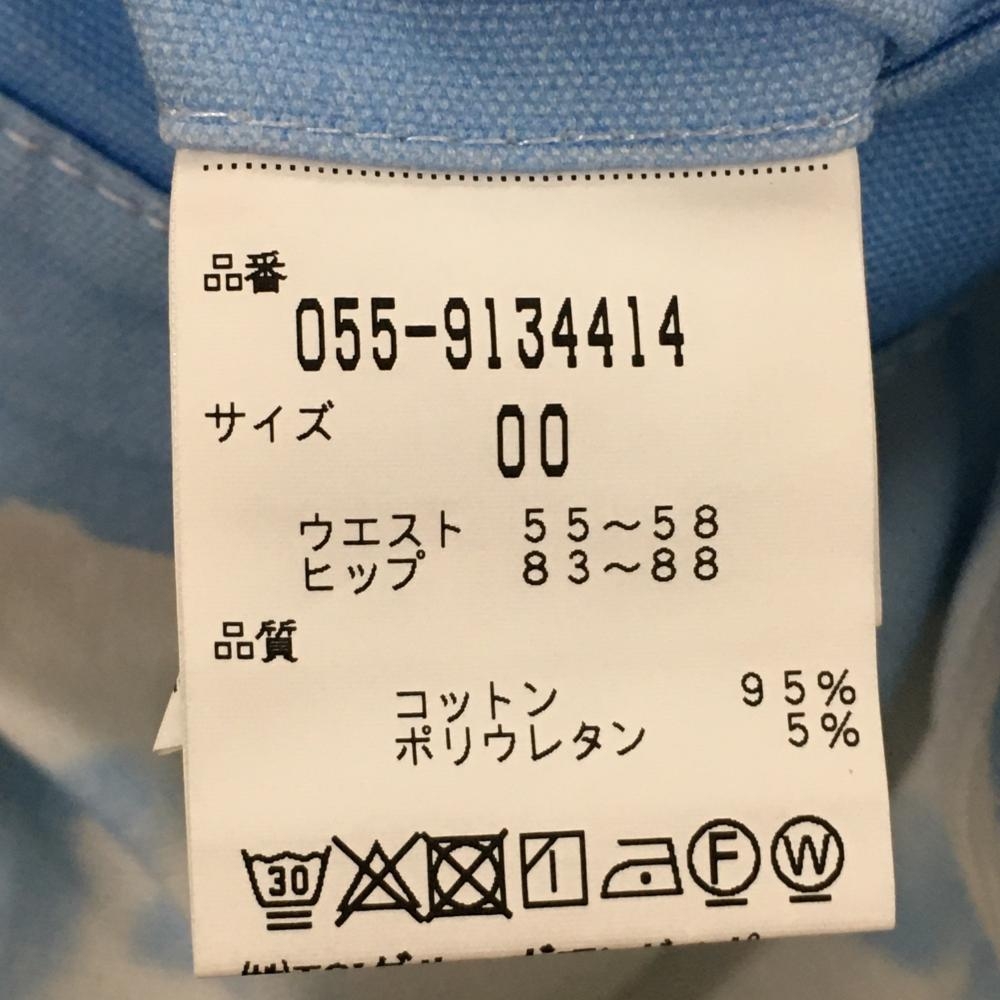 品番
055-9134414
サイズ 00
ウエスト 55～58
ヒップ 83～88
品質
コットン 95%
ポリウレタン 5%
30 F W